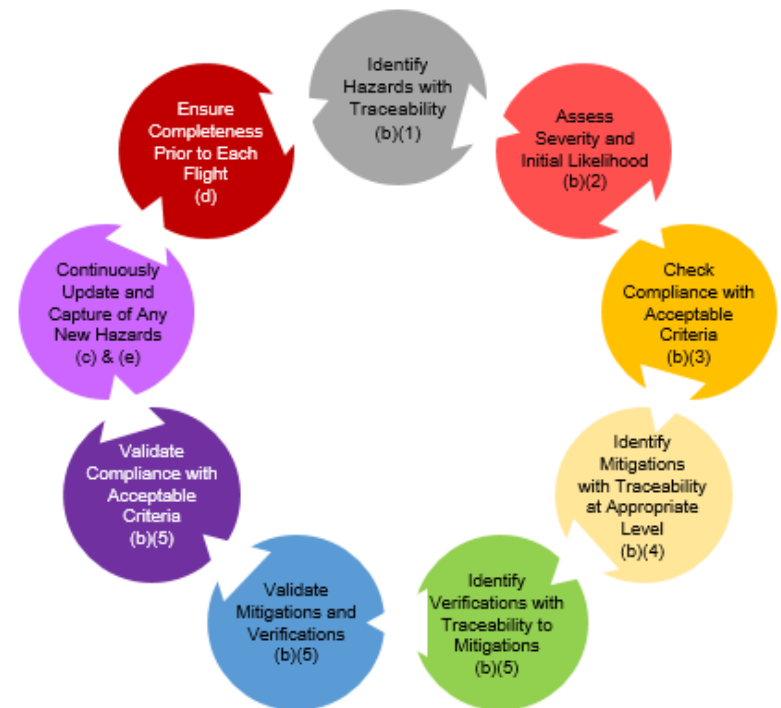 Identify
Hazards with
Traceability
(b)(1)
Assess
Severity and
Initial Likelihood
(b)(2)
Check
Compliance with
Acceptable
Criteria
(b)(3)
Identify
Mitigations
with Traceability
at Appropriate
Level
(b)(4)
Identify
Verifications with
Traceability to
Mitigations
(b)(5)
Validate
Mitigations and
Verifications
(b)(5)
Validate
Compliance with
Acceptable
Criteria
(b)(5)
Continuously
Update and
Capture of Any
New Hazards
(c) & (e)
Ensure
Completeness
Prior to Each
Flight
(d)